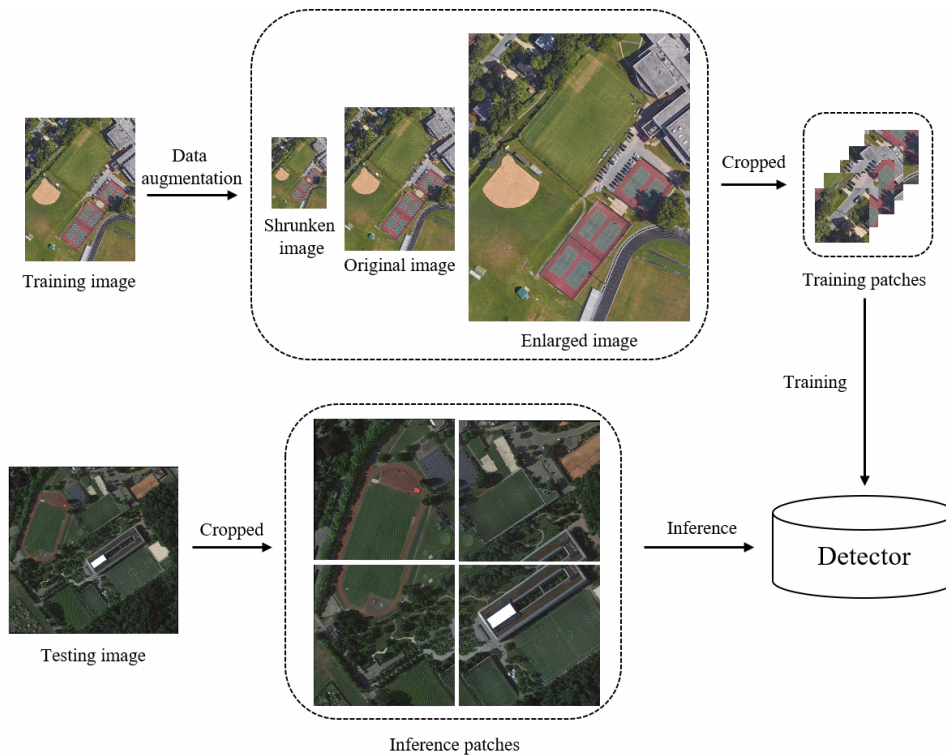 Data
augmentation
Training image
Shrunken
image
Original image
Enlarged image
Cropped
Training patches
Training
Testing image
Cropped
Inference patches
Inference
Detector